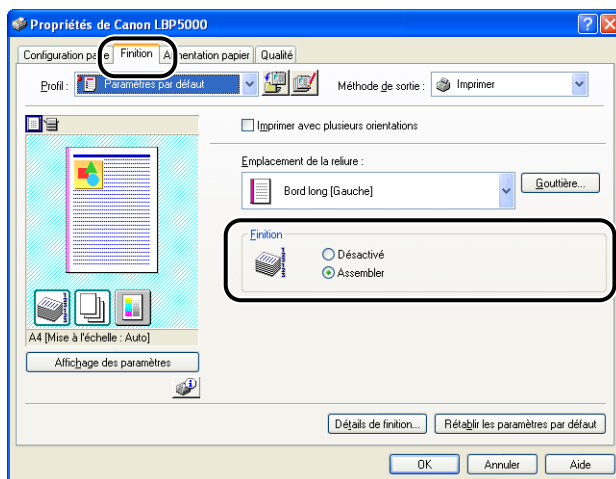 Propriétés de Canon LBP5000
Configuration page Finition Alimentation papier Qualité
Profil : Paramètres par défaut Méthode de sortie : Imprimer
Imprimer avec plusieurs orientations
Emplacement de la reliure :
Bord long [Gauche] Gouttière...
Finition
Désactivé
Assembler
A4 [Mise à l'échelle : Auto]
Affichage des paramètres
Détails de finition... Rétablir les paramètres par défaut
OK Annuler Aide